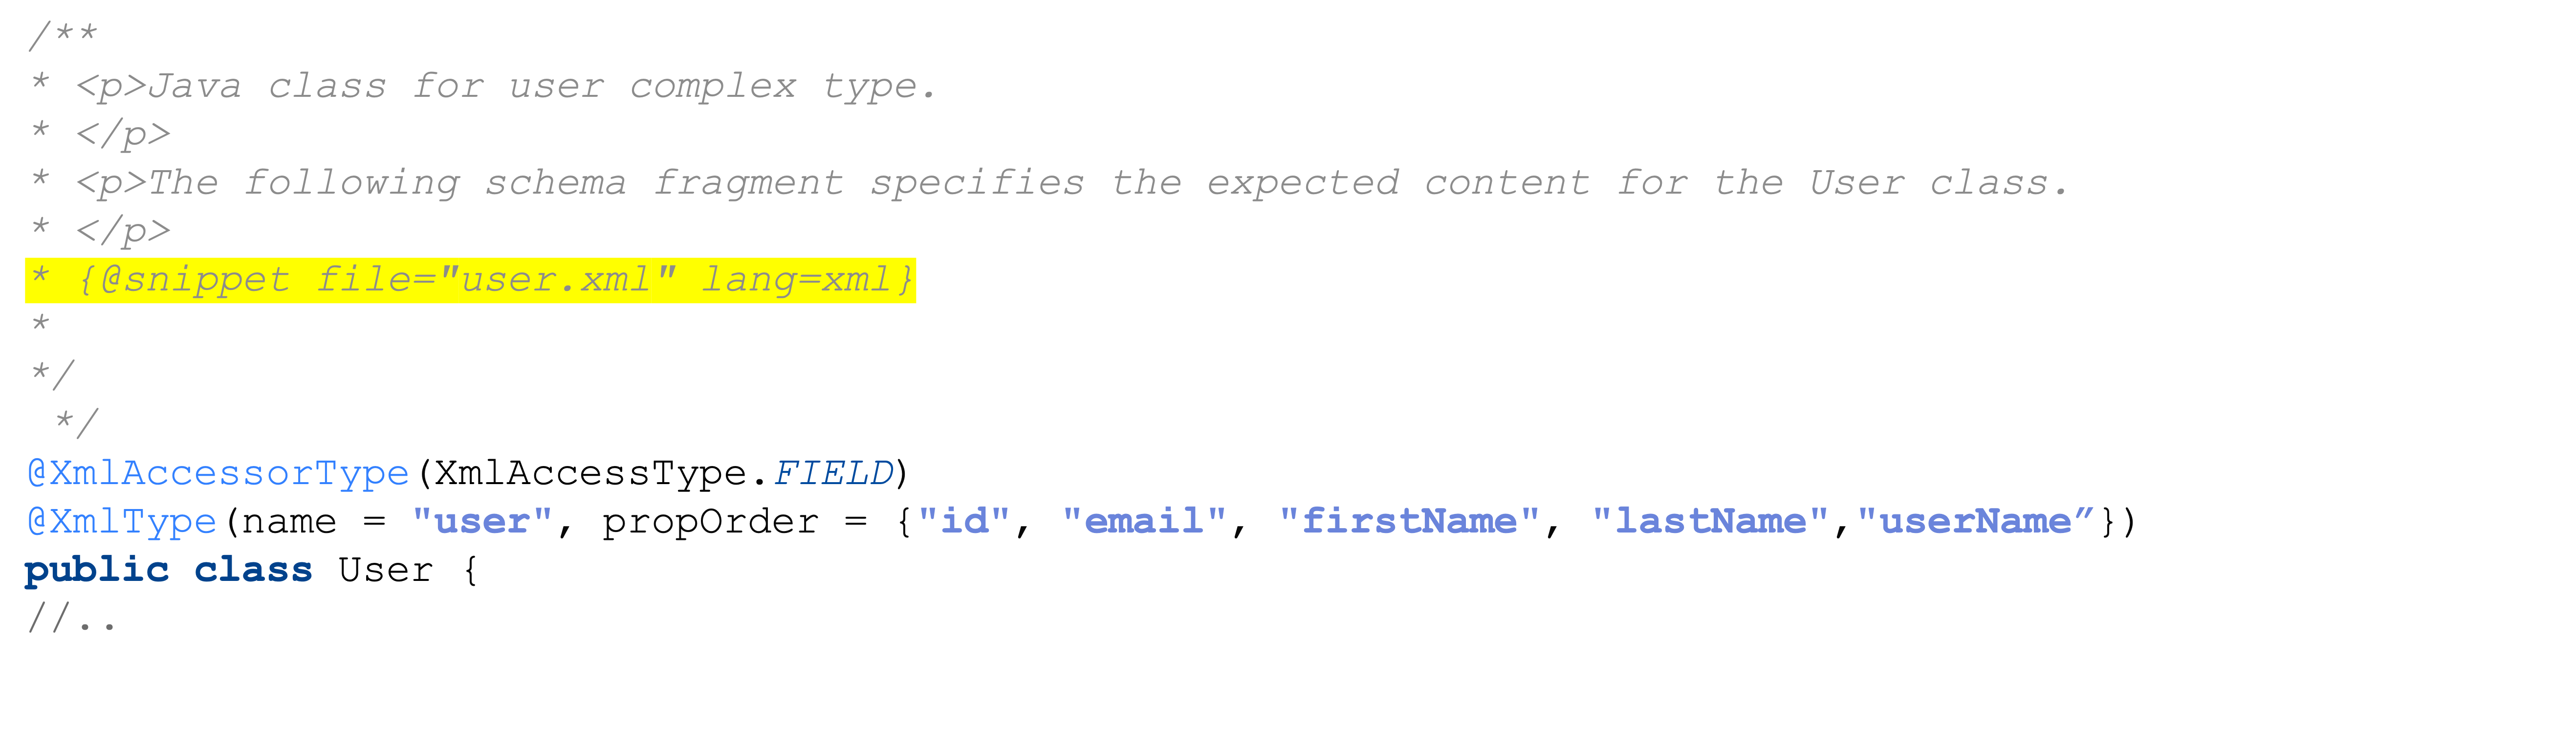 /**
* <p>Java class for user complex type.
* </p>
* <p>The following schema fragment specifies the expected content for the User class.
* </p>
* {@snippet file="user.xml" lang=xml}
*
*/
 */
@XmlAccessorType(XmlAccessType.FIELD)
@XmlType(name = "user", propOrder = {"id", "email", "firstName", "lastName","userName”})
public class User {
//..